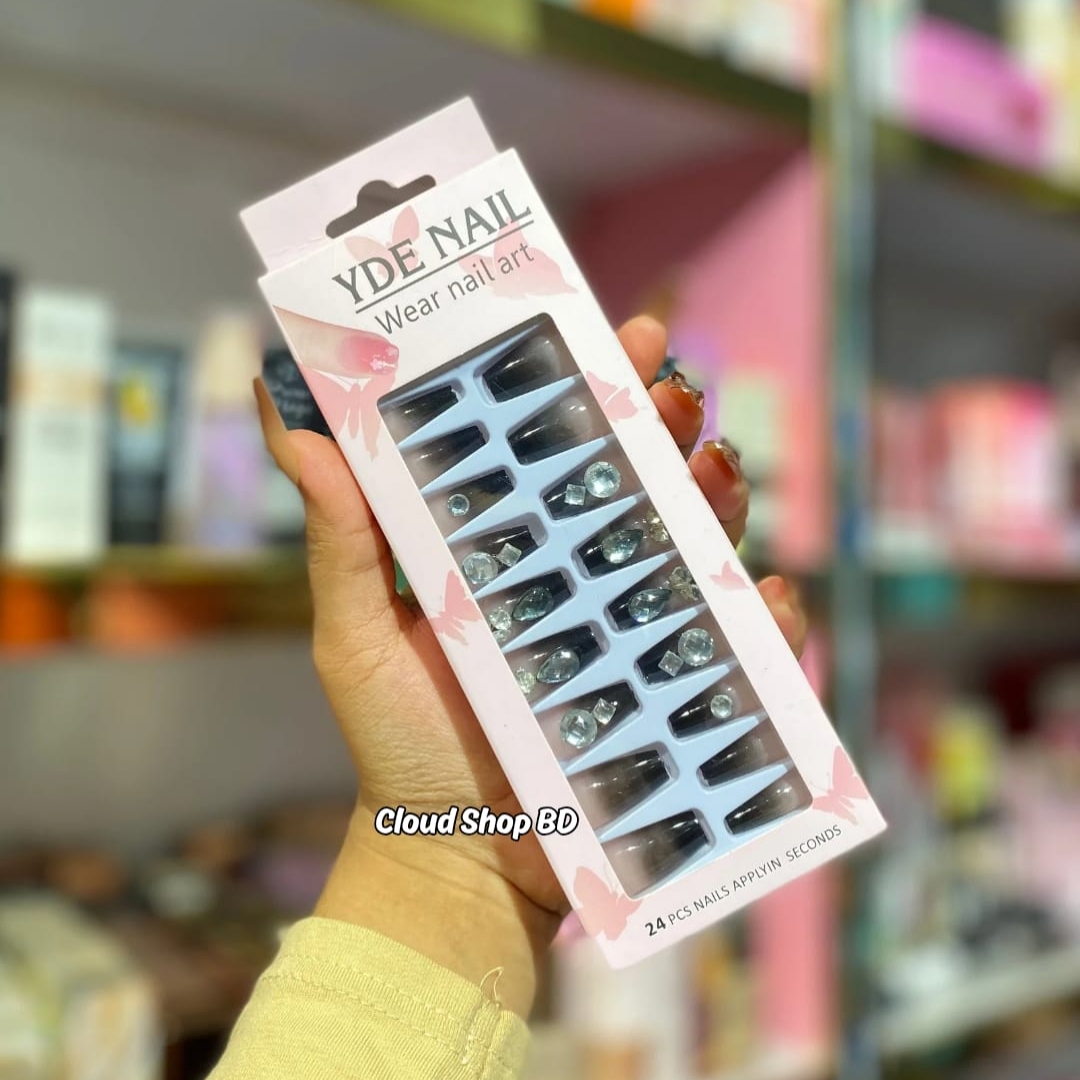 YDE NAIL
Wear nail art
Cloud Shop BD
24 PCS NAILS APPLYIN SECONDS